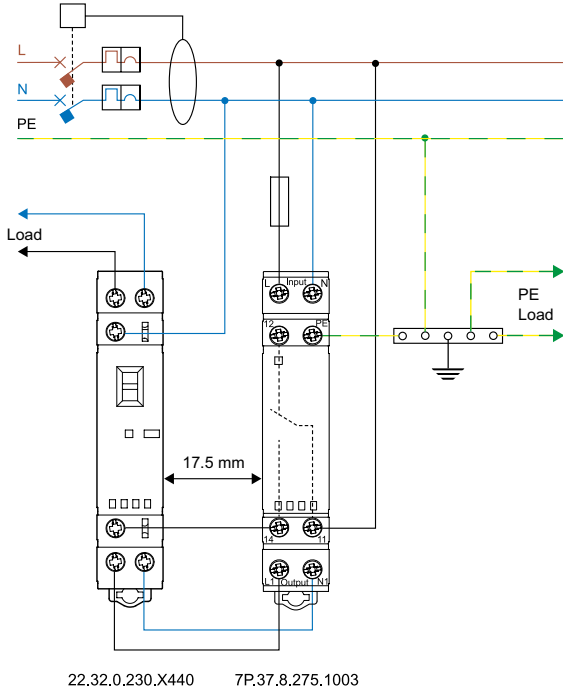 L
N
PE
Load
L Input N
12 PE
PE
Load
17.5 mm
14 11
L1 Output N1
22.32.0.230.X440 7P.37.8.275.1003